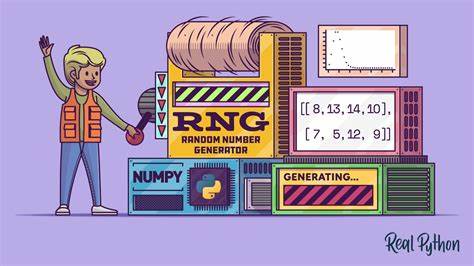 RNG
RANDOM NUMBER
GENERATOR
[[ 8,13,14,10],
[ 7, 5,12, 9]]
NUMPY
GENERATING...
Real Python